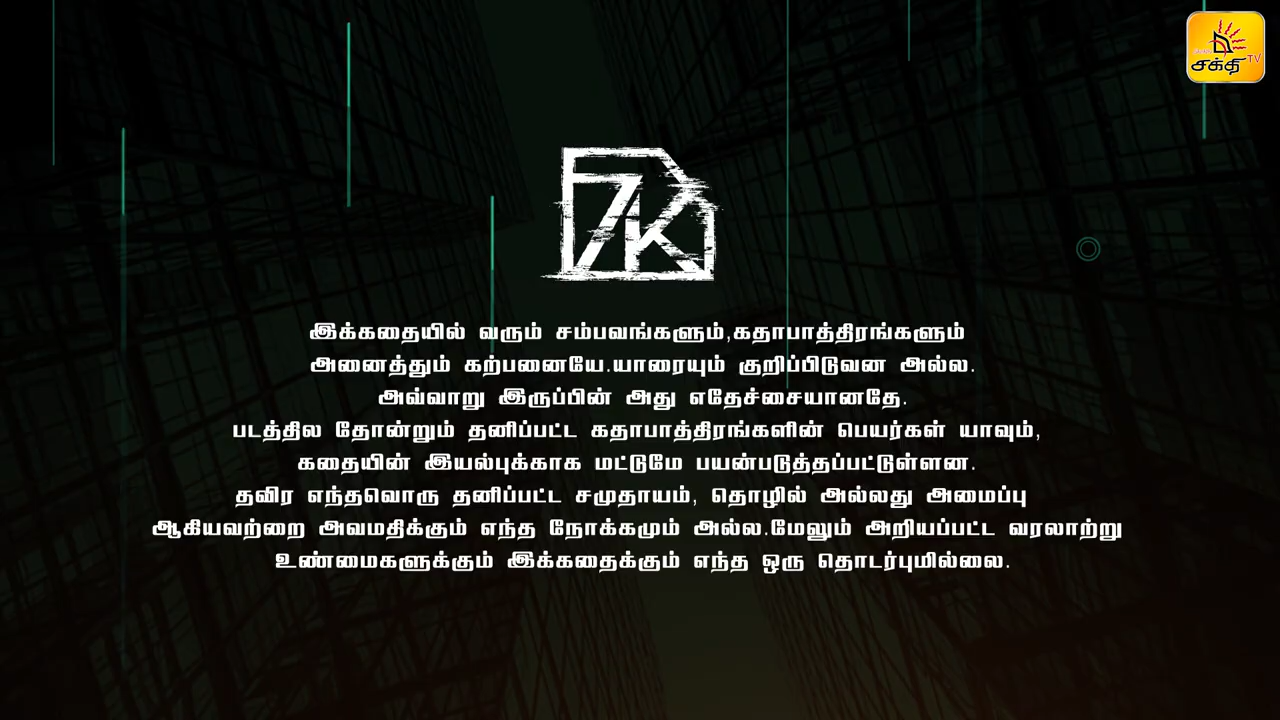 சக்தி TV
7K
இக்கதையில் வரும் சம்பவங்களும்,கதாபாத்திரங்களும்
அனைத்தும் கற்பனையே.யாரையும் குறிப்பிடுவன அல்ல.
அவ்வாறு இருப்பின் அது எதேச்சையானதே.
படத்தில தோன்றும் தனிப்பட்ட கதாபாத்திரங்களின் பெயர்கள் யாவும்,
கதையின் இயல்புக்காக மட்டுமே பயன்படுத்தப்பட்டுள்ளன.
தவிர எந்தவொரு தனிப்பட்ட சமுதாயம், தொழில் அல்லது அமைப்பு
ஆகியவற்றை அவமதிக்கும் எந்த நோக்கமும் அல்ல.மேலும் அறியப்பட்ட வரலாற்று
உண்மைகளுக்கும் இக்கதைக்கும் எந்த ஒரு தொடர்புமில்லை.